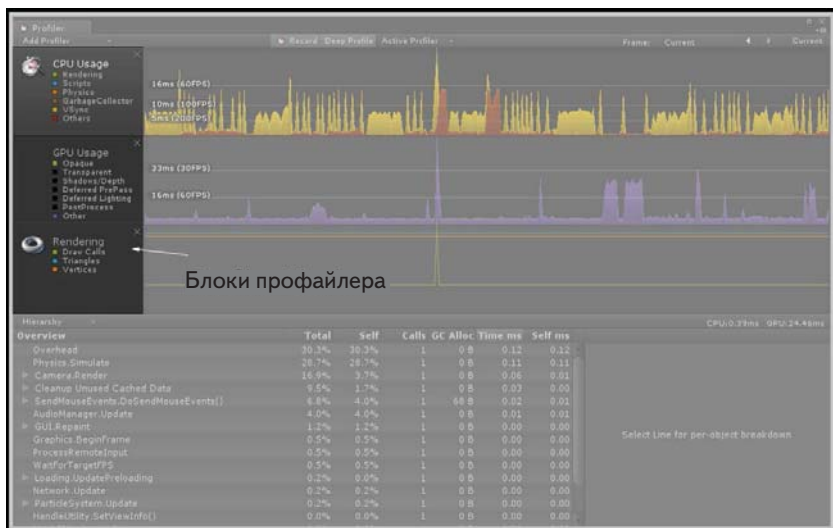 Profiler
Add Profiler Record Deep Profile Active Profiler Frame: Current Current
CPU Usage
Rendering
Scripts
Physics
GarbageCollector
VSync
Others
16ms (60FPS)
10ms (100FPS)
5ms (200FPS)
GPU Usage
Opaque
Transparent
Shadows/Depth
Deferred PrePass
Deferred Lighting
PostProcess
Other
33ms (30FPS)
16ms (60FPS)
Rendering
Draw Calls
Triangles
Vertices
Блоки профайлера
Hierarchy CPU:0.39ms GPU:24.46ms
Overview Total Self Calls GC Alloc Time ms Self ms
Overhead 30.3% 30.3% 1 0 B 0.12 0.12
Physics.Simulate 28.7% 28.7% 1 0 B 0.11 0.11
Camera.Render 16.9% 3.7% 1 0 B 0.06 0.01
Cleanup Unused Cached Data 9.5% 1.7% 1 0 B 0.03 0.00
SendMouseEvents.DoSendMouseEvents() 6.8% 4.0% 1 68 B 0.02 0.01
AudioManager.Update 4.0% 4.0% 1 0 B 0.01 0.01
GUI.Repaint 1.2% 1.2% 1 0 B 0.00 0.00
Graphics.BeginFrame 0.5% 0.5% 1 0 B 0.00 0.00
ProcessRemoteInput 0.5% 0.5% 1 0 B 0.00 0.00
WaitForTargetFPS 0.5% 0.5% 1 0 B 0.00 0.00
Loading.UpdatePreloading 0.2% 0.0% 1 0 B 0.00 0.00
Network.Update 0.2% 0.2% 1 0 B 0.00 0.00
ParticleSystem.Update 0.2% 0.2% 1 0 B 0.00 0.00
HandleUtility.SetViewInfo() 0.0% 0.0% 1 0 B 0.00 0.00
Select Line for per-object breakdown